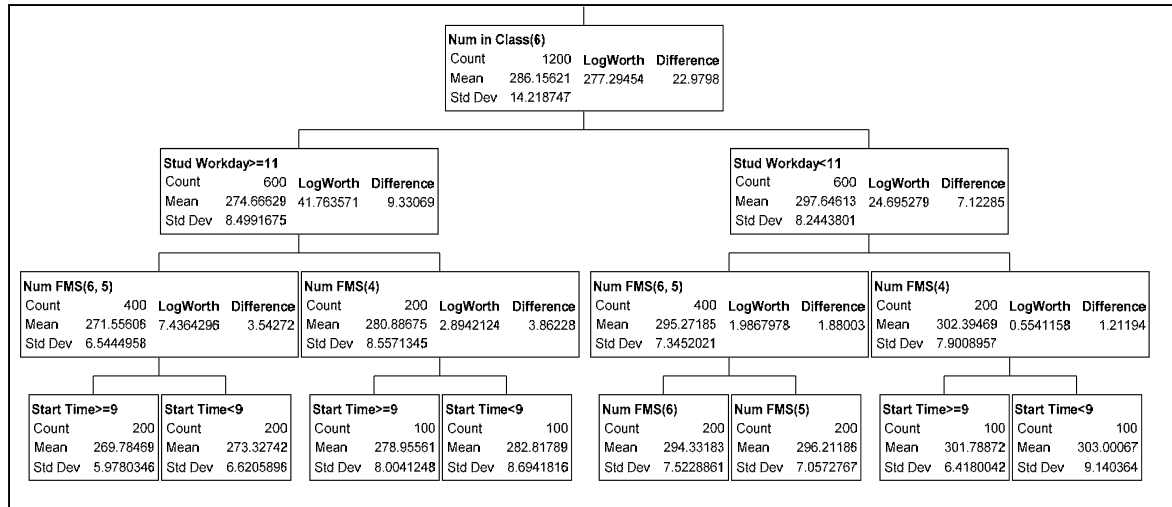 Num in Class(6)
Count 1200 LogWorth Difference
Mean 286.15621 277.29454 22.9798
Std Dev 14.218747
Stud Workday>=11
Count 600 LogWorth Difference
Mean 274.66629 41.763571 9.33069
Std Dev 8.4991675
Stud Workday<11
Count 600 LogWorth Difference
Mean 297.64613 24.695279 7.12285
Std Dev 8.2443801
Num FMS(6, 5)
Count 400 LogWorth Difference
Mean 271.55606 7.4364296 3.54272
Std Dev 6.5444958
Num FMS(4)
Count 200 LogWorth Difference
Mean 280.88675 2.8942124 3.86228
Std Dev 8.5571345
Num FMS(6, 5)
Count 400 LogWorth Difference
Mean 295.27185 1.9867978 1.88003
Std Dev 7.3452021
Num FMS(4)
Count 200 LogWorth Difference
Mean 302.39469 0.5541158 1.21194
Std Dev 7.9008957
Start Time>=9
Count 200
Mean 269.78469
Std Dev 5.9780346
Start Time<9
Count 200
Mean 273.32742
Std Dev 6.6205896
Start Time>=9
Count 100
Mean 278.95561
Std Dev 8.0041248
Start Time<9
Count 100
Mean 282.81789
Std Dev 8.6941816
Num FMS(6)
Count 200
Mean 294.33183
Std Dev 7.5228861
Num FMS(5)
Count 200
Mean 296.21186
Std Dev 7.0572767
Start Time>=9
Count 100
Mean 301.78872
Std Dev 6.4180042
Start Time<9
Count 100
Mean 303.00067
Std Dev 9.140364